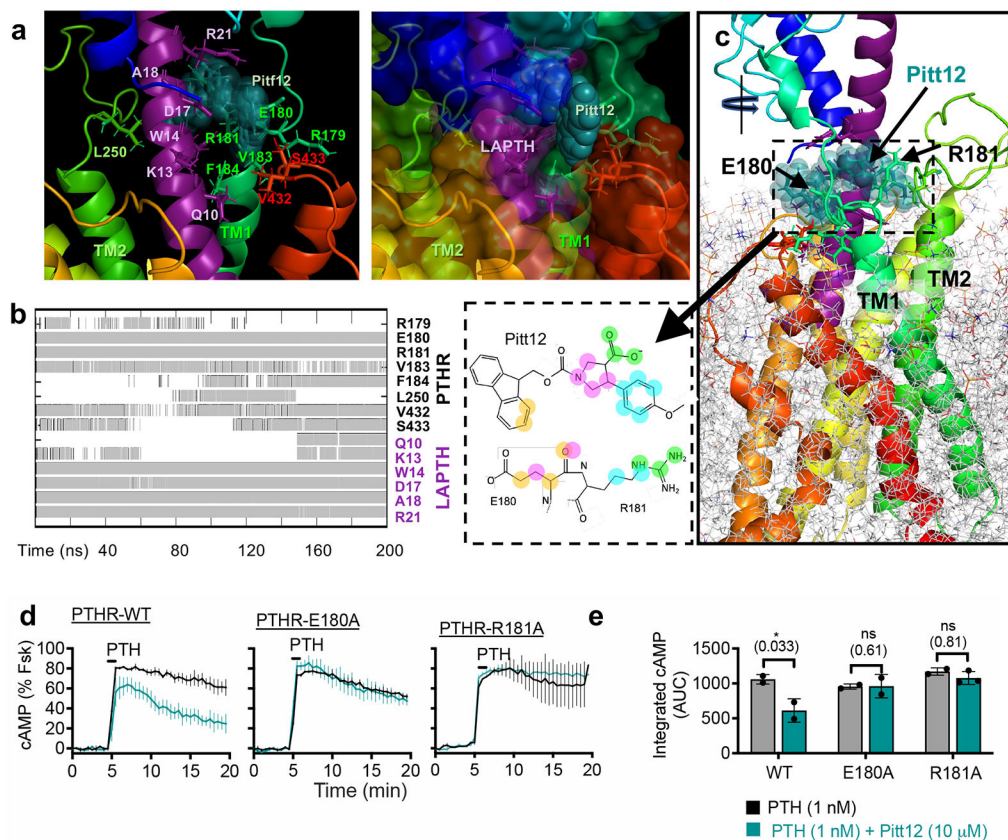 a
R21
A18
Pitf12
D17
E180
W14
R181
R179
L250
V183
S433
K13
F184
V432
Q10
TM2
TM1
Pitt12
LAPTH
TM2
TM1
c
Pitt12
R181
E180
TM1
TM2
b
R179
E180
R181
V183
F184
L250
V432
S433
PTHR
Q10
K13
W14
D17
A18
R21
LAPTH
Time (ns) 40 80 120 160 200
Pitt12
O
O
O
O
N
O
O
O
O
N
N
O
NH
NH2
NH2
E180
R181
d
PTHR-WT
PTHR-E180A
PTHR-R181A
PTH
PTH
PTH
cAMP (% Fsk)
100
80
60
40
20
0
0 5 10 15 20
0 5 10 15 20
0 5 10 15 20
Time (min)
e
*
(0.033)
ns
(0.61)
ns
(0.81)
Integrated cAMP
(AUC)
1500
1000
500
0
WT E180A R181A
PTH (1 nM)
PTH (1 nM) + Pitt12 (10 µM)